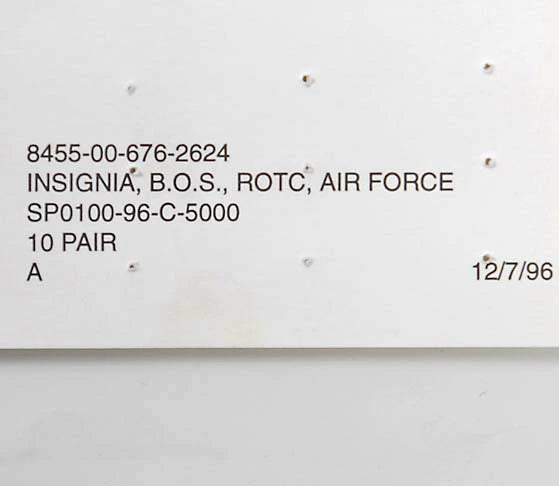 8455-00-676-2624
INSIGNIA, B.O.S., ROTC, AIR FORCE
SP0100-96-C-5000
10 PAIR
A 12/7/96